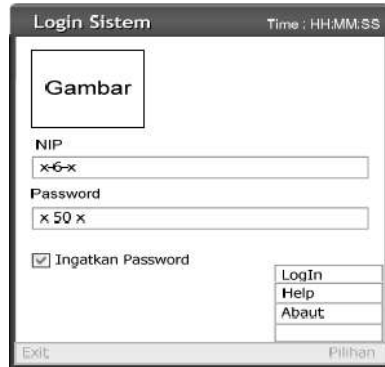 Login Sistem Time : HH:MM:SS
Gambar
NIP
x-6-x
Password
x 50 x
Ingatkan Password
LogIn
Help
Abaut
Exit Pilihan